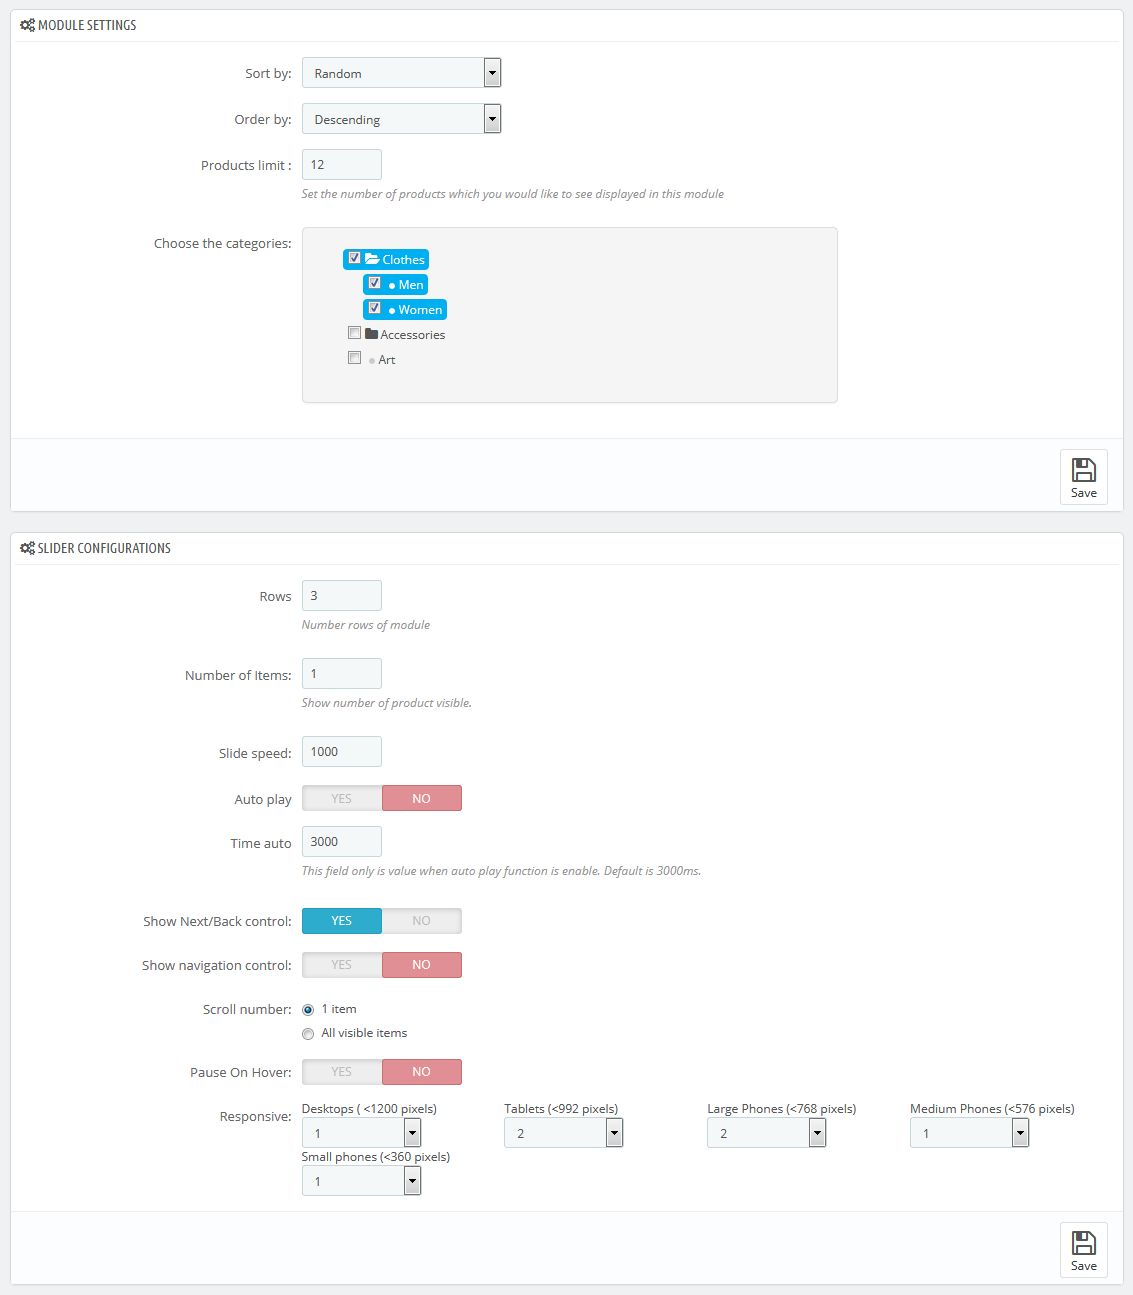 MODULE SETTINGS
Sort by: Random
Order by: Descending
Products limit : 12
Set the number of products which you would like to see displayed in this module
Choose the categories:
Clothes
Men
Women
Accessories
Art
Save
SLIDER CONFIGURATIONS
Rows 3
Number rows of module
Number of Items: 1
Show number of product visible.
Slide speed: 1000
Auto play YES NO
Time auto 3000
This field only is value when auto play function is enable. Default is 3000ms.
Show Next/Back control: YES NO
Show navigation control: YES NO
Scroll number: 1 item
All visible items
Pause On Hover: YES NO
Responsive: Desktops ( <1200 pixels) Tablets (<992 pixels) Large Phones (<768 pixels) Medium Phones (<576 pixels)
1 2 2 1
Small phones (<360 pixels)
1
Save